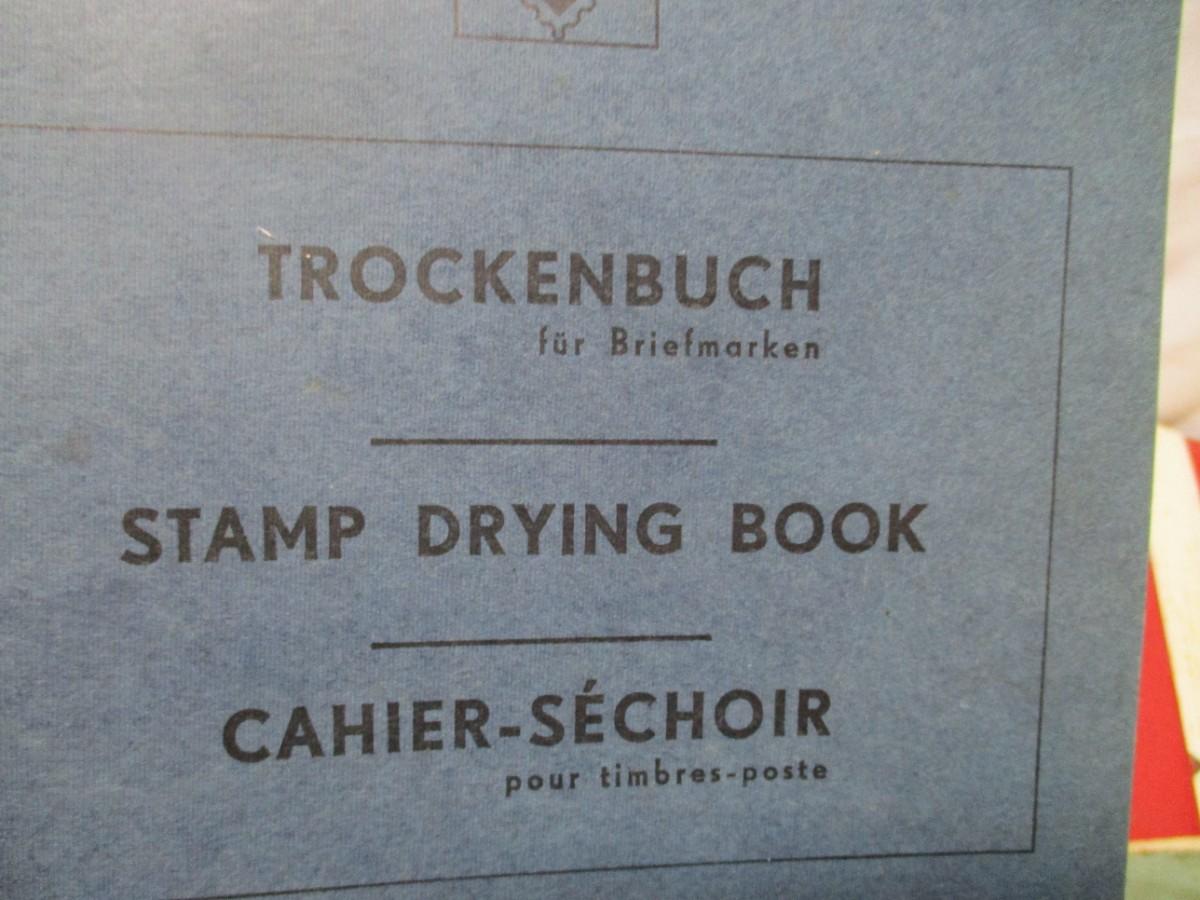 TROCKENBUCH
für Briefmarken
STAMP DRYING BOOK
CAHIER-SÉCHOIR
pour timbres-poste